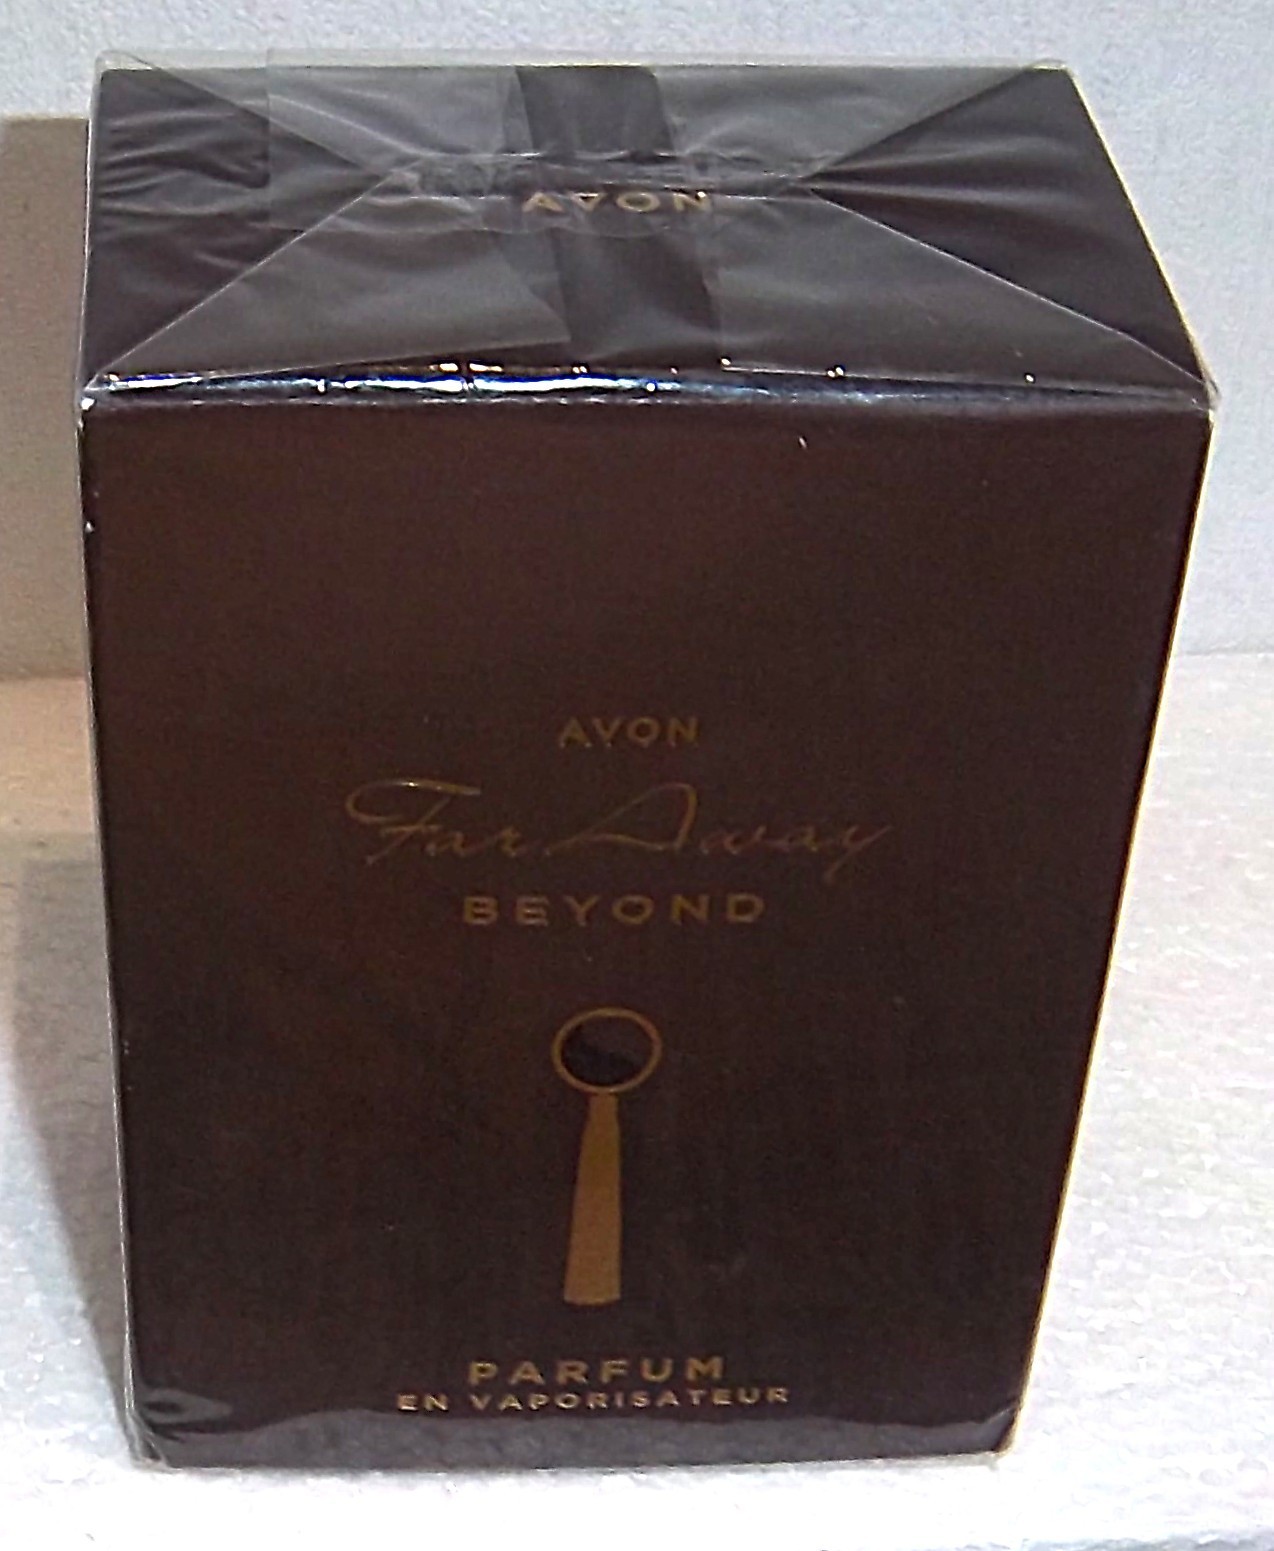 AVON
AVON
Far Away
BEYOND
PARFUM
EN VAPORISATEUR